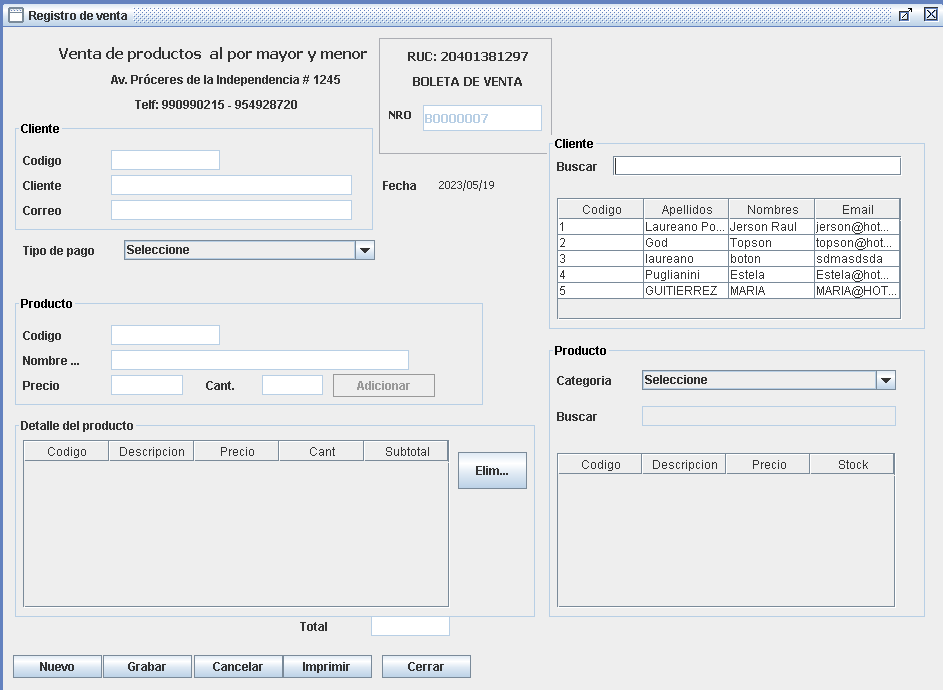 Registro de venta
Venta de productos al por mayor y menor
Av. Próceres de la Independencia # 1245
Telf: 990990215 - 954928720
RUC: 20401381297
BOLETA DE VENTA
NRO B0000007
Cliente
Codigo
Cliente
Correo
Fecha 2023/05/19
Tipo de pago Seleccione
Producto
Codigo
Nombre ...
Precio Cant. Adicionar
Detalle del producto
Codigo Descripcion Precio Cant Subtotal
Elim...
Total
Nuevo Grabar Cancelar Imprimir Cerrar
Cliente
Buscar
Codigo Apellidos Nombres Email
1 Laureano Po... Jerson Raul jerson@hot...
2 God Topson topson@hot...
3 laureano boton sdmasdsda
4 Puglianini Estela Estela@hot...
5 GUITIERREZ MARIA MARIA@HOT...
Producto
Categoria Seleccione
Buscar
Codigo Descripcion Precio Stock